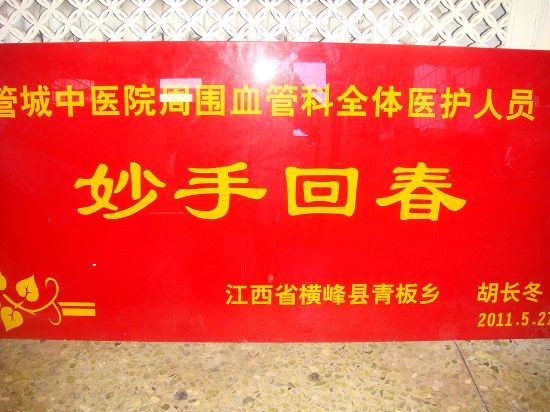 管城中医院周围血管科全体医护人员
妙手回春
江西省横峰县青板乡 胡长冬
2011.5.27